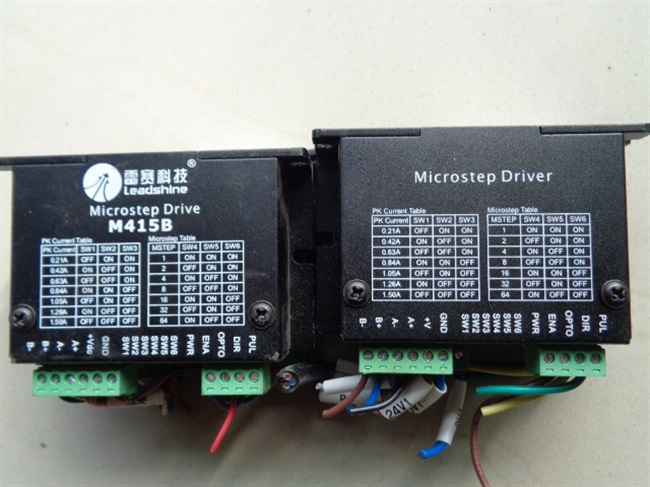 雷赛科技®
Leadshine
Microstep Drive
M415B
PK Current Table
PK Current SW1 SW2 SW3
0.21A OFF ON ON
0.42A ON OFF ON
0.63A OFF OFF ON
0.84A ON ON OFF
1.05A OFF ON OFF
1.26A ON OFF OFF
1.50A OFF OFF OFF
Microstep Table
MSTEP SW4 SW5 SW6
1 ON ON ON
2 OFF ON ON
4 ON OFF ON
8 OFF OFF ON
16 ON ON OFF
32 OFF ON OFF
64 ON OFF OFF
B-
B+
A-
A+
+Vdc
GND
SW1
SW2
SW3
SW4
SW5
SW6
PWR
ENA
OPTO
DIR
PUL
Microstep Driver
PK Current Table
PK Current SW1 SW2 SW3
0.21A OFF ON ON
0.42A ON OFF ON
0.63A OFF OFF ON
0.84A ON ON OFF
1.05A OFF ON OFF
1.26A ON OFF OFF
1.50A OFF OFF OFF
Microstep Table
MSTEP SW4 SW5 SW6
1 ON ON ON
2 OFF ON ON
4 ON OFF ON
8 OFF OFF ON
16 ON ON OFF
32 OFF ON OFF
64 ON OFF OFF
B-
B+
A-
A+
+V
GND
SW1
SW2
SW3
SW4
SW5
SW6
PWR
ENA
OPTO
DIR
PUL
24V1